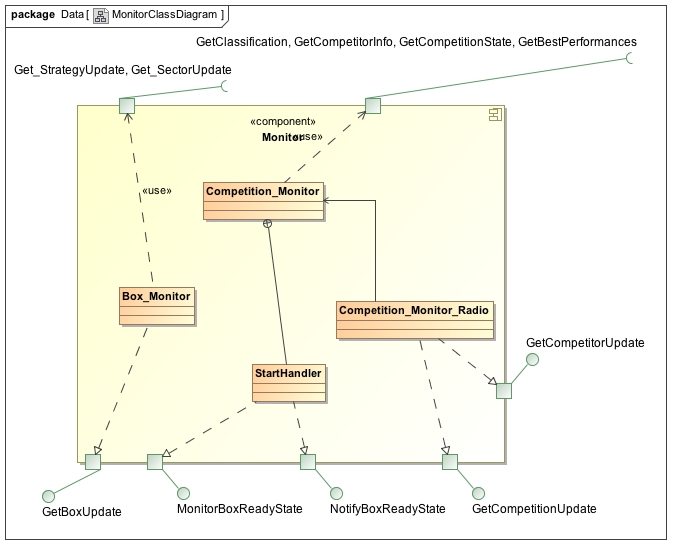 package Data[ MonitorClassDiagram ]
GetClassification, GetCompetitorInfo, GetCompetitionState, GetBestPerformances
Get_StrategyUpdate, Get_SectorUpdate
«component»
Monitor
«use»
«use»
Competition_Monitor
Box_Monitor
Competition_Monitor_Radio
GetCompetitorUpdate
StartHandler
GetBoxUpdate
MonitorBoxReadyState
NotifyBoxReadyState
GetCompetitionUpdate